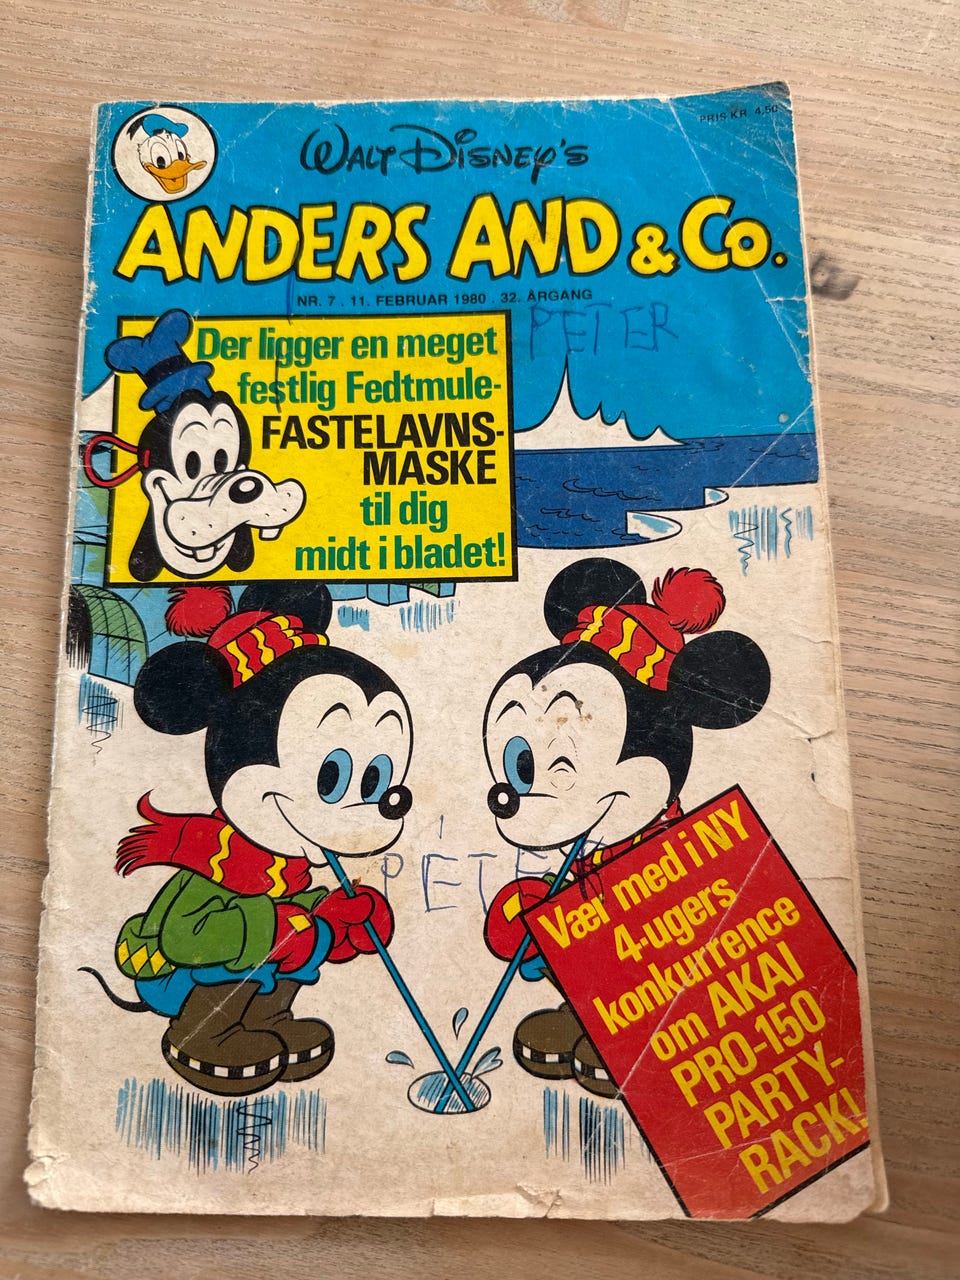 PRIS KR. 4,50
WALT DISNEY'S
ANDERS AND & Co.
NR. 7 . 11. FEBRUAR 1980 . 32. ÅRGANG
PETER
Der ligger en meget
festlig Fedtmule-
FASTELAVNS-
MASKE
til dig
midt i bladet!
PETER
Vær med i NY
4-ugers
konkurrence
om AKAI
PRO-150
PARTY-
RACK!